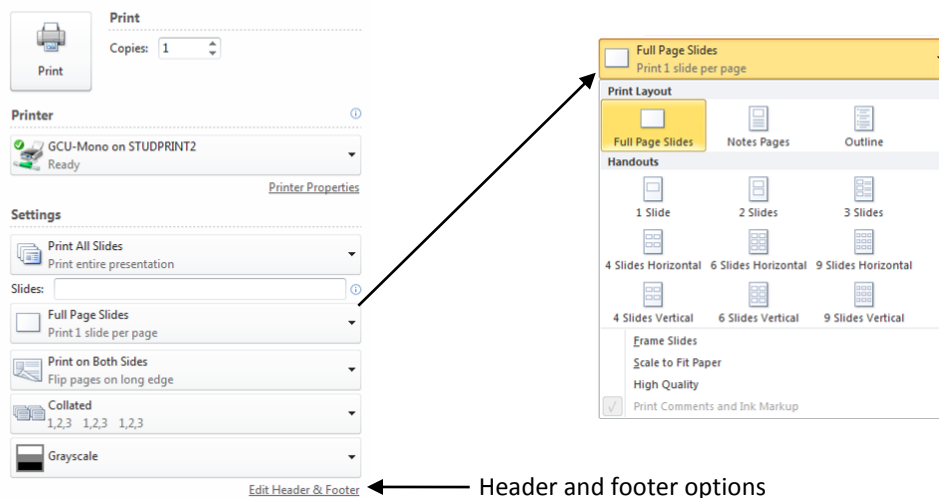 Print
Copies: 1
Print
Printer
GCU-Mono on STUDPRINT2
Ready
Printer Properties
Settings
Print All Slides
Print entire presentation
Slides:
Full Page Slides
Print 1 slide per page
Print on Both Sides
Flip pages on long edge
Collated
1,2,3 1,2,3 1,2,3
Grayscale
Edit Header & Footer
Header and footer options
Full Page Slides
Print 1 slide per page
Print Layout
Full Page Slides Notes Pages Outline
Handouts
1 Slide 2 Slides 3 Slides
4 Slides Horizontal 6 Slides Horizontal 9 Slides Horizontal
4 Slides Vertical 6 Slides Vertical 9 Slides Vertical
Frame Slides
Scale to Fit Paper
High Quality
Print Comments and Ink Markup